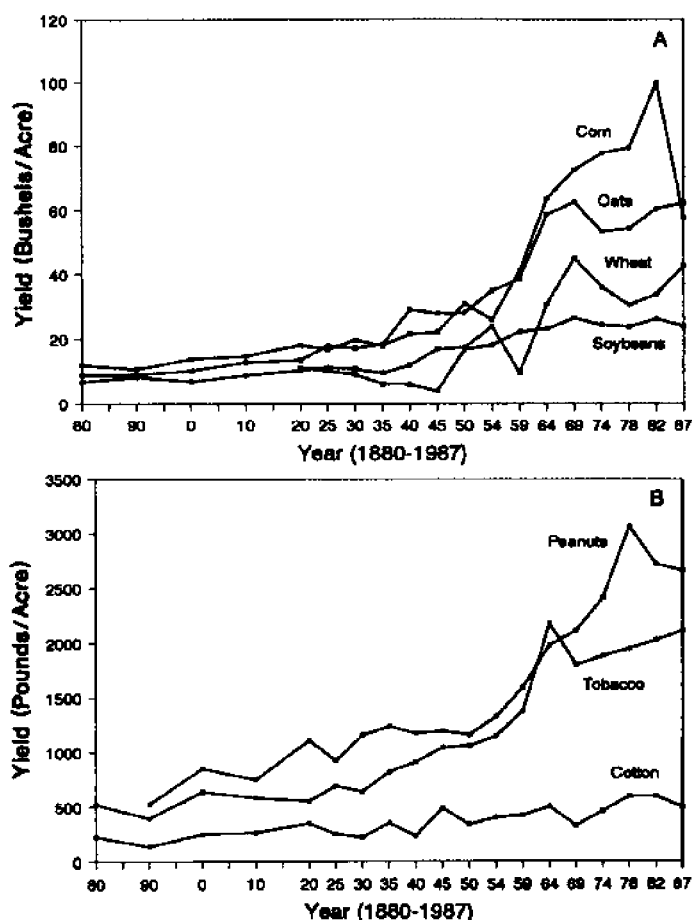 120
A
100
Corn
80
Oats
60
Wheat
40
Soybeans
20
0
Yield (Bushels/Acre)
80 90 0 10 20 25 30 35 40 45 50 54 59 64 69 74 78 82 87
Year (1880-1987)
3500
B
3000
Peanuts
2500
2000
Tobacco
1500
1000
Cotton
500
0
Yield (Pounds/Acre)
80 90 0 10 20 25 30 35 40 45 50 54 59 64 69 74 78 82 87
Year (1880-1987)